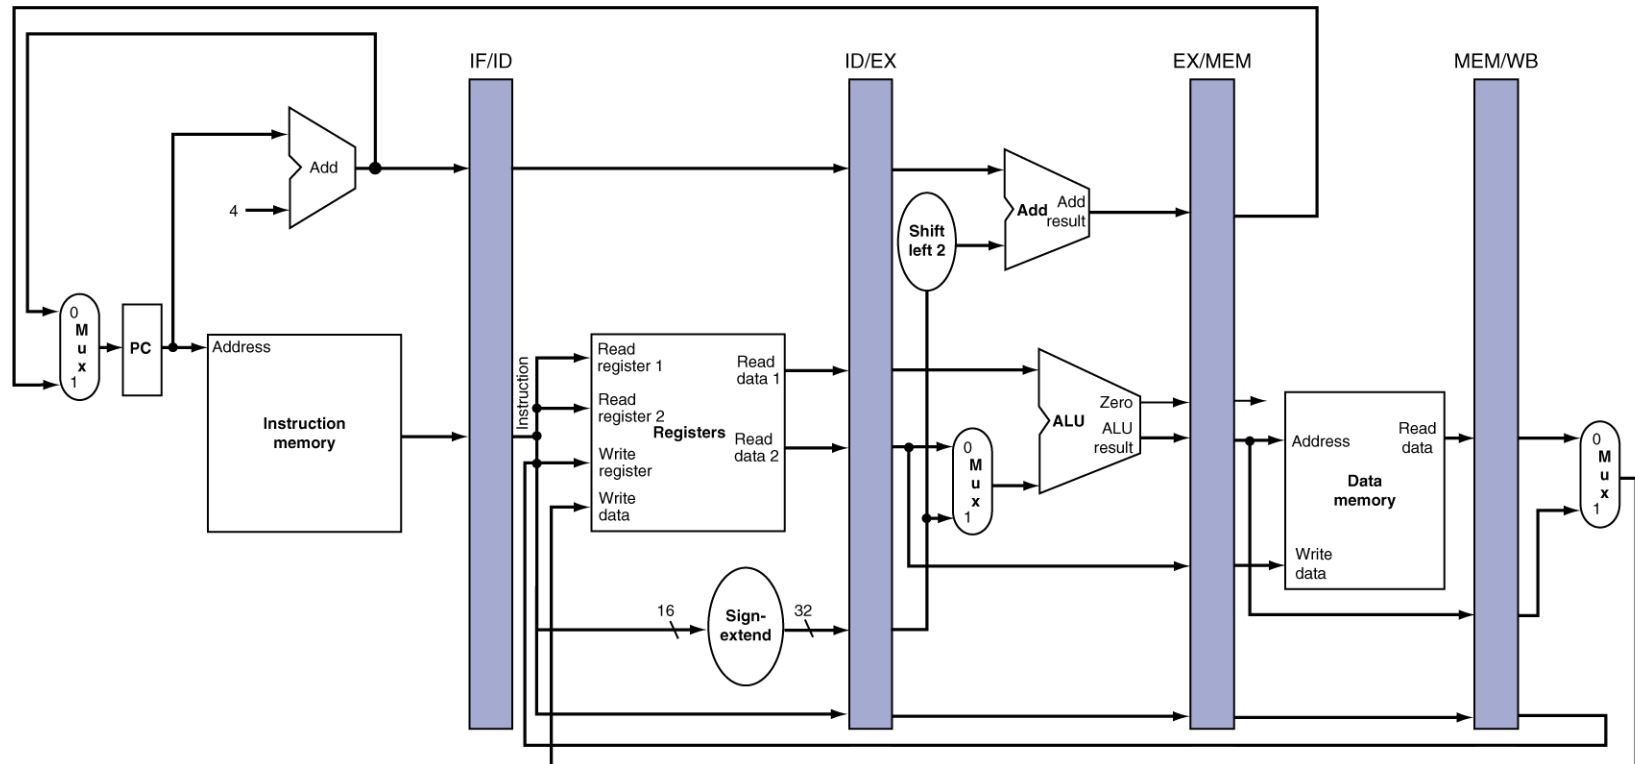 IF/ID
ID/EX
EX/MEM
MEM/WB
Add
4
Add
Add
result
Shift
left 2
0
M
u
x
1
PC
Address
Instruction
memory
Instruction
Read
register 1
Read
register 2
Write
register
Write
data
Registers
Read
data 1
Read
data 2
16
Sign-
extend
32
0
M
u
x
1
Zero
ALU
ALU
result
Address
Read
data
Data
memory
Write
data
0
M
u
x
1